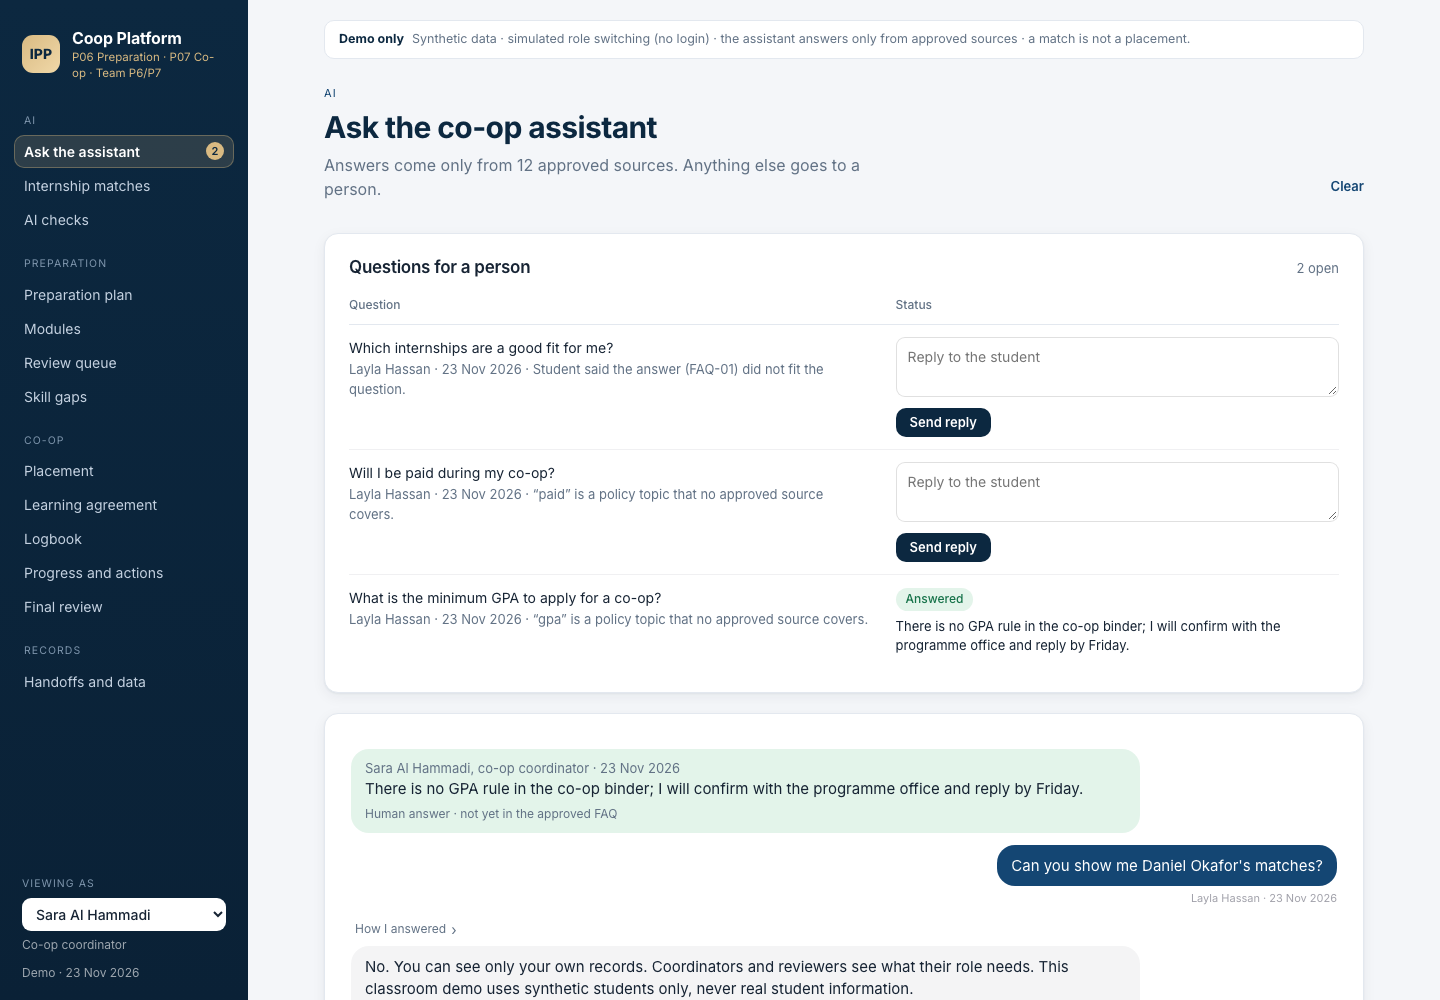 IPP
Coop Platform
P06 Preparation · P07 Co-
op · Team P6/P7
AI
Ask the assistant 2
Internship matches
AI checks
PREPARATION
Preparation plan
Modules
Review queue
Skill gaps
CO-OP
Placement
Learning agreement
Logbook
Progress and actions
Final review
RECORDS
Handoffs and data
VIEWING AS
Sara Al Hammadi
Co-op coordinator
Demo · 23 Nov 2026
Demo only Synthetic data · simulated role switching (no login) · the assistant answers only from approved sources · a match is not a placement.
AI
Ask the co-op assistant
Answers come only from 12 approved sources. Anything else goes to a
person.
Clear
Questions for a person
2 open
Question Status
Which internships are a good fit for me?
Layla Hassan · 23 Nov 2026 · Student said the answer (FAQ-01) did not fit the
question.
Reply to the student
Send reply
Will I be paid during my co-op?
Layla Hassan · 23 Nov 2026 · “paid” is a policy topic that no approved source
covers.
Reply to the student
Send reply
What is the minimum GPA to apply for a co-op?
Layla Hassan · 23 Nov 2026 · “gpa” is a policy topic that no approved source covers.
Answered
There is no GPA rule in the co-op binder; I will confirm with the
programme office and reply by Friday.
Sara Al Hammadi, co-op coordinator · 23 Nov 2026
There is no GPA rule in the co-op binder; I will confirm with the programme office and reply by Friday.
Human answer · not yet in the approved FAQ
Can you show me Daniel Okafor's matches?
Layla Hassan · 23 Nov 2026
How I answered ›
No. You can see only your own records. Coordinators and reviewers see what their role needs. This
classroom demo uses synthetic students only, never real student information.